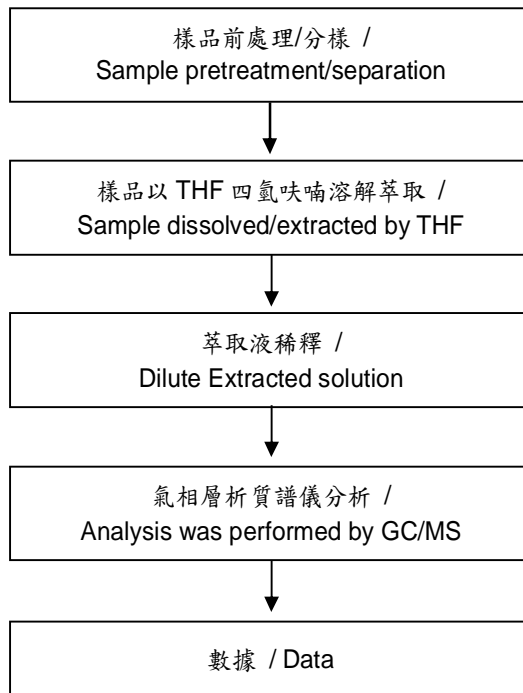 樣品前處理/分樣 /
Sample pretreatment/separation
樣品以 THF 四氫呋喃溶解萃取 /
Sample dissolved/extracted by THF
萃取液稀釋 /
Dilute Extracted solution
氣相層析質譜儀分析 /
Analysis was performed by GC/MS
數據 / Data